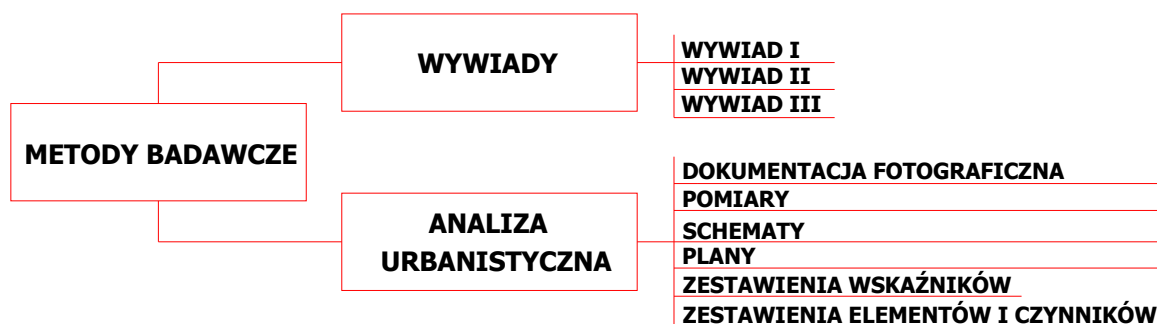 METODY BADAWCZE
WYWIADY
WYWIAD I
WYWIAD II
WYWIAD III
ANALIZA
URBANISTYCZNA
DOKUMENTACJA FOTOGRAFICZNA
POMIARY
SCHEMATY
PLANY
ZESTAWIENIA WSKAŹNIKÓW
ZESTAWIENIA ELEMENTÓW I CZYNNIKÓW